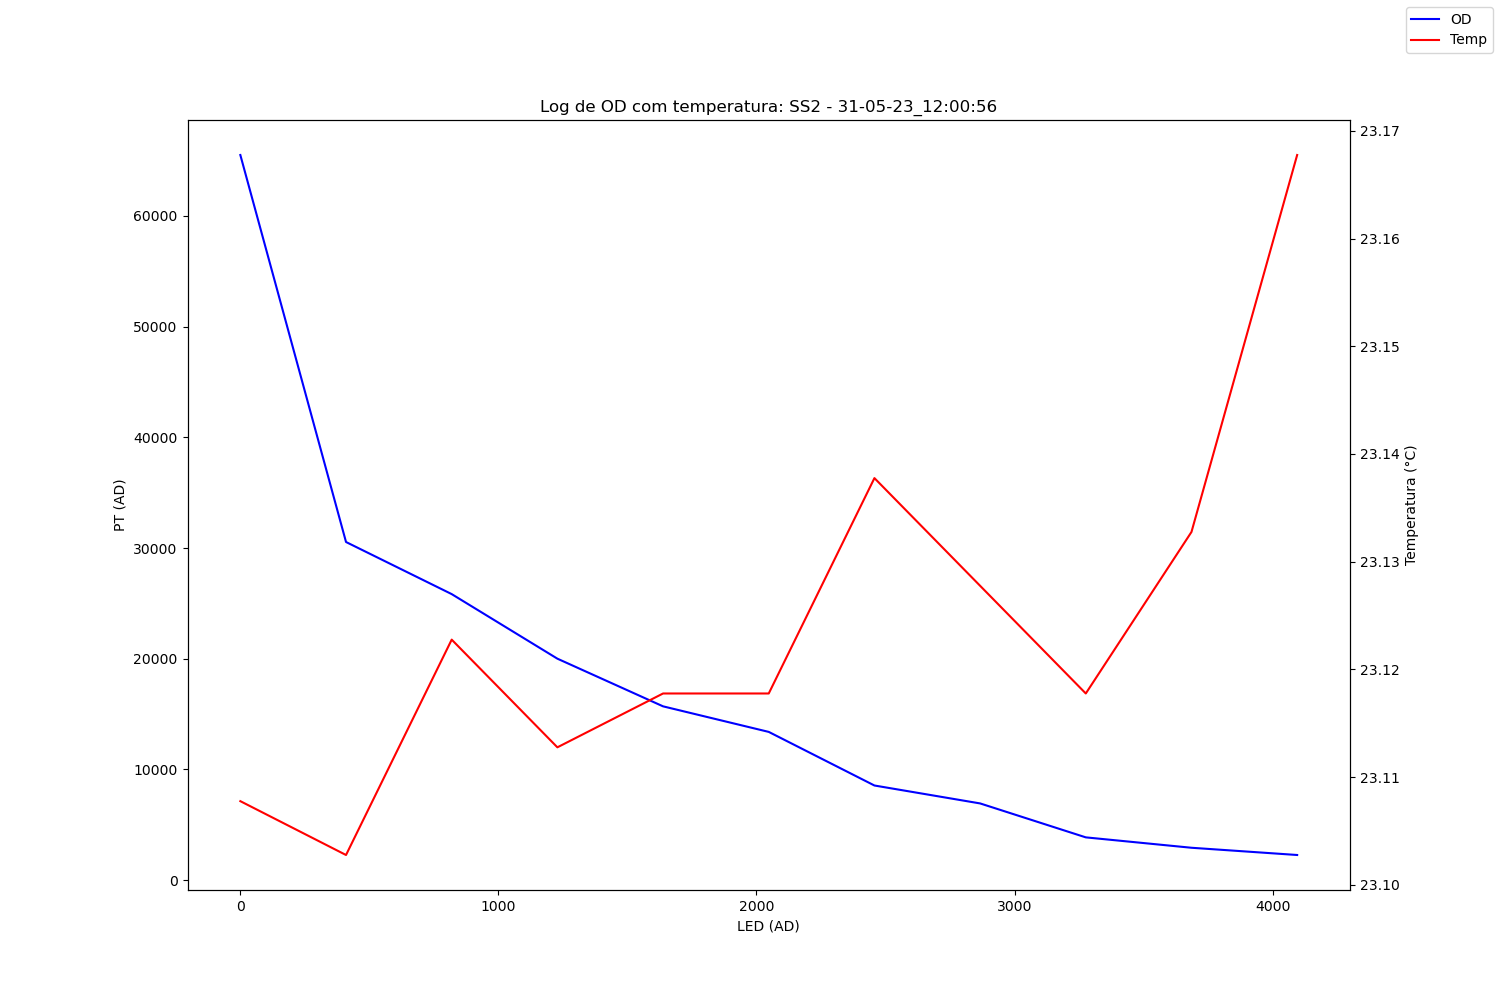 OD
Temp
Log de OD com temperatura: SS2 - 31-05-23_12:00:56
PT (AD)
60000
50000
40000
30000
20000
10000
0
23.17
23.16
23.15
23.14
23.13
23.12
23.11
23.10
Temperatura (°C)
0 1000 2000 3000 4000
LED (AD)